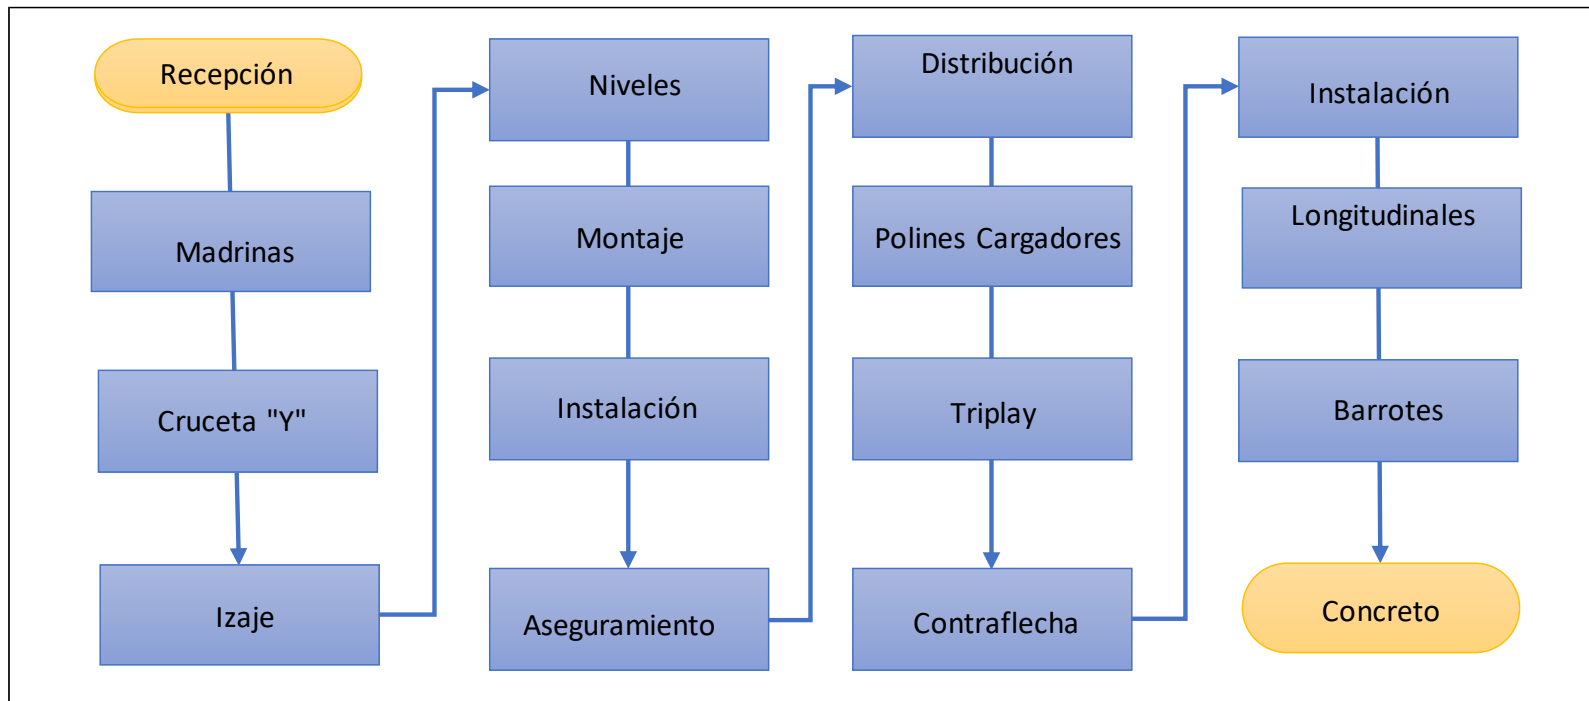 Recepción
Madrinas
Cruceta "Y"
Izaje
Niveles
Montaje
Instalación
Aseguramiento
Distribución
Polines Cargadores
Triplay
Contraflecha
Instalación
Longitudinales
Barrotes
Concreto